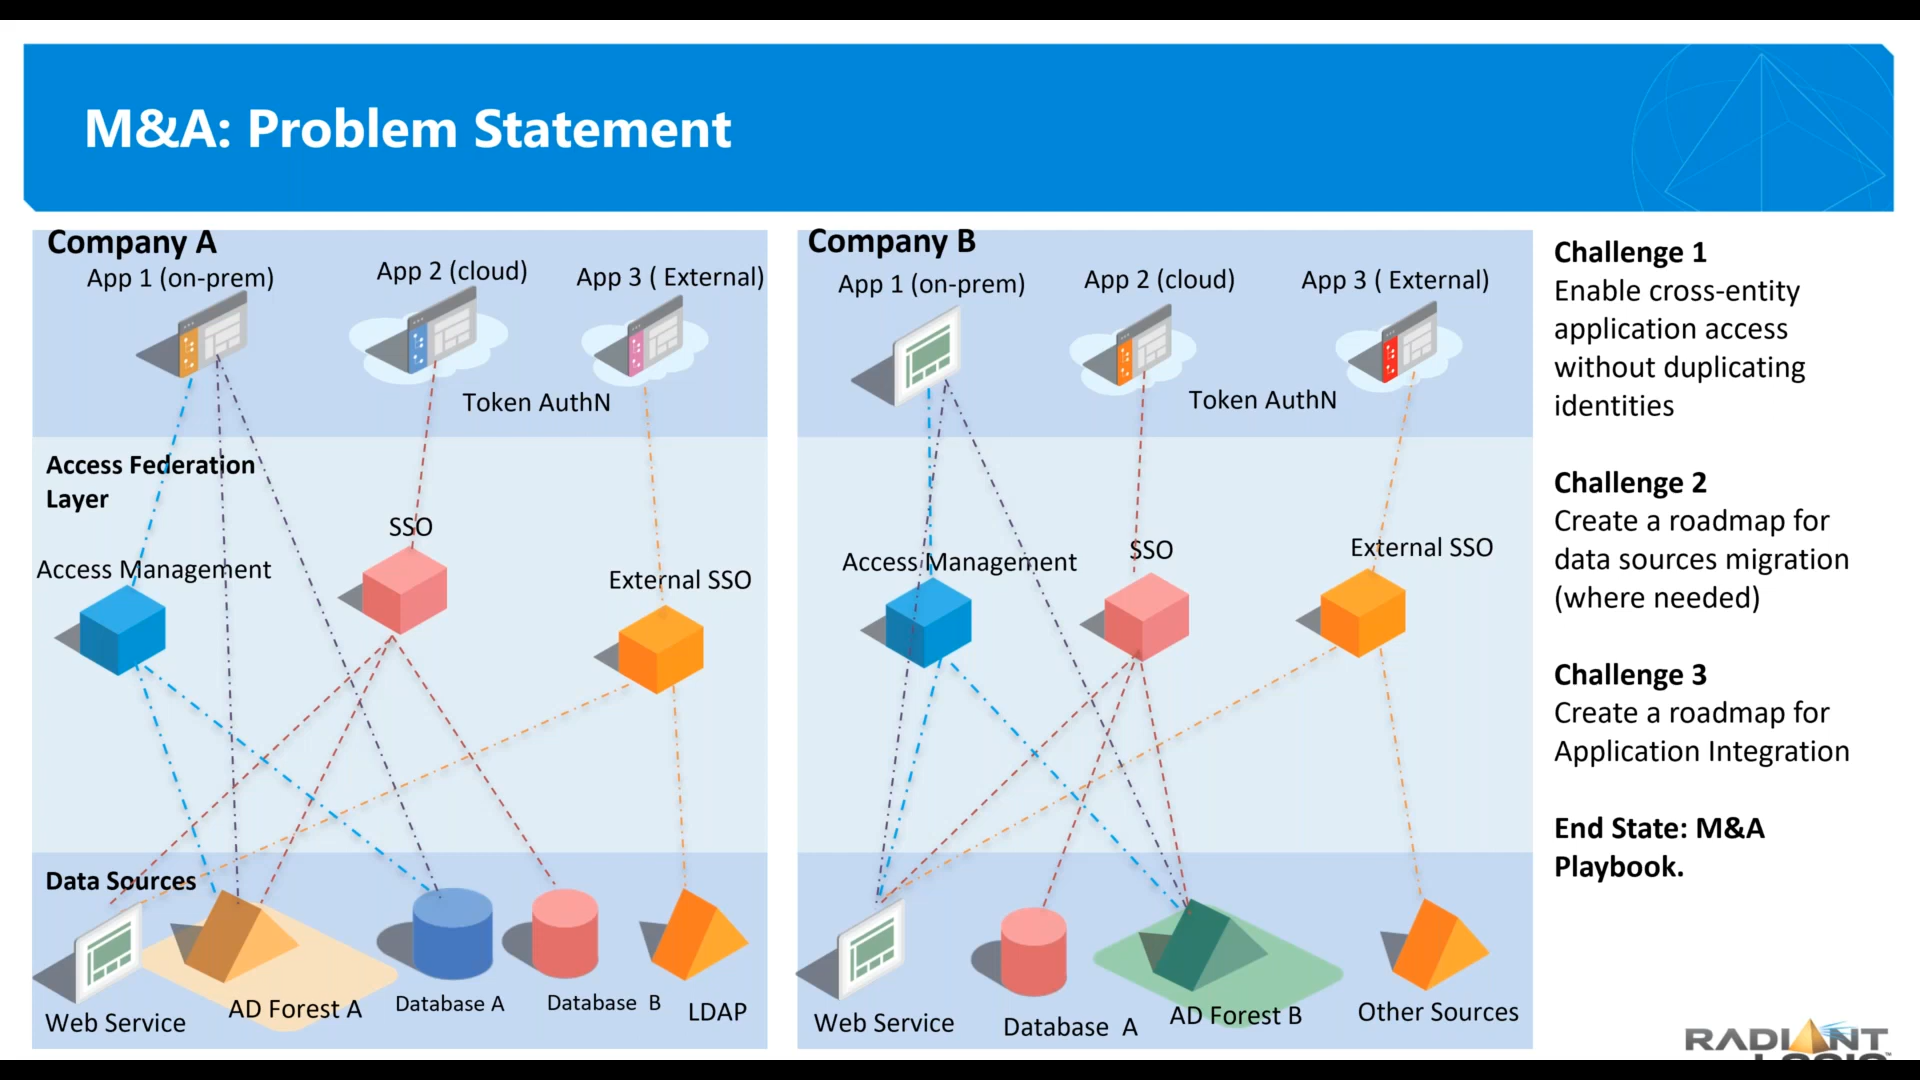 M&A: Problem Statement
Company A
App 1 (on-prem)
App 2 (cloud)
App 3 ( External)
Token AuthN
Access Federation
Layer
SSO
Access Management
External SSO
Data Sources
Web Service
AD Forest A
Database A
Database B
LDAP
Company B
App 1 (on-prem)
App 2 (cloud)
App 3 ( External)
Token AuthN
Access Management
SSO
External SSO
Web Service
Database A
AD Forest B
Other Sources
Challenge 1
Enable cross-entity
application access
without duplicating
identities
Challenge 2
Create a roadmap for
data sources migration
(where needed)
Challenge 3
Create a roadmap for
Application Integration
End State: M&A
Playbook.
RADIANT
LOGIC